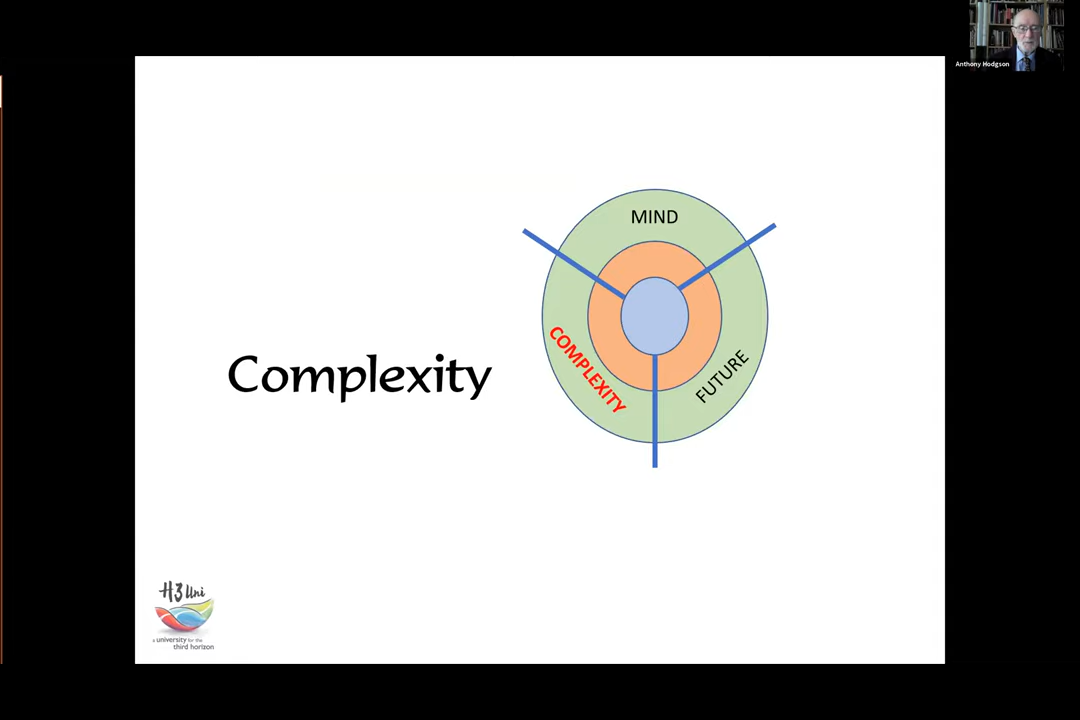 Anthony Hodgson
MIND
COMPLEXITY
FUTURE
Complexity
H3 Uni
a university for the
third horizon